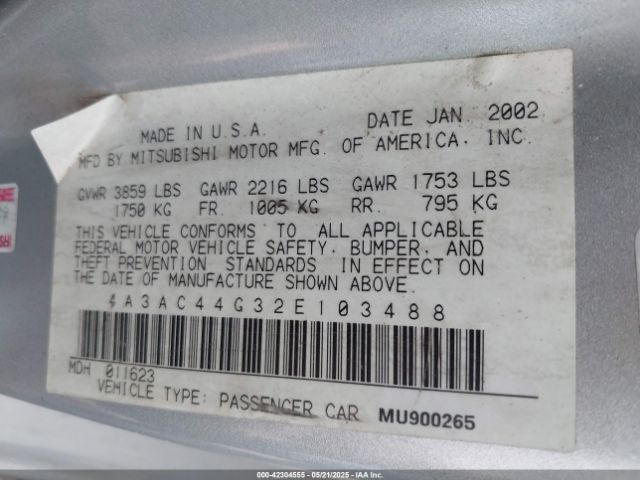 MADE IN U.S.A. DATE JAN. 2002
MFD BY MITSUBISHI MOTOR MFG. OF AMERICA, INC.
GVWR 3859 LBS GAWR 2216 LBS GAWR 1753 LBS
1750 KG FR. 1005 KG RR. 795 KG
THIS VEHICLE CONFORMS TO ALL APPLICABLE
FEDERAL MOTOR VEHICLE SAFETY, BUMPER, AND
THEFT PREVENTION STANDARDS IN EFFECT ON
THE DATE OF MANUFACTURE SHOWN ABOVE.
4A3AC44G32E103488
MDH 011623
VEHICLE TYPE: PASSENGER CAR MU900265
000-42304555 - 05/21/2025 - IAAI.COM